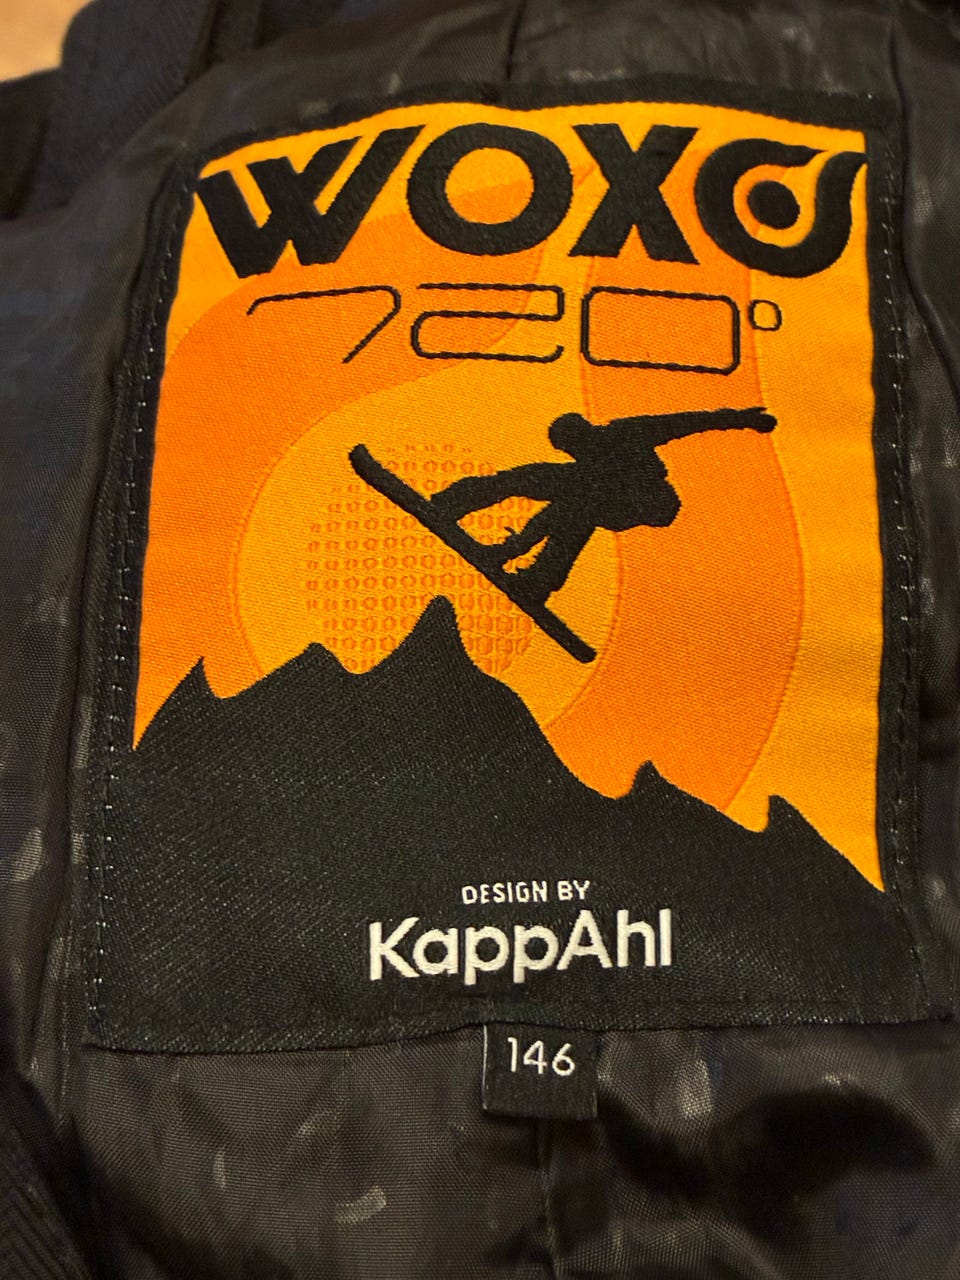 WOXO
720°
DESIGN BY
KappAhl
146